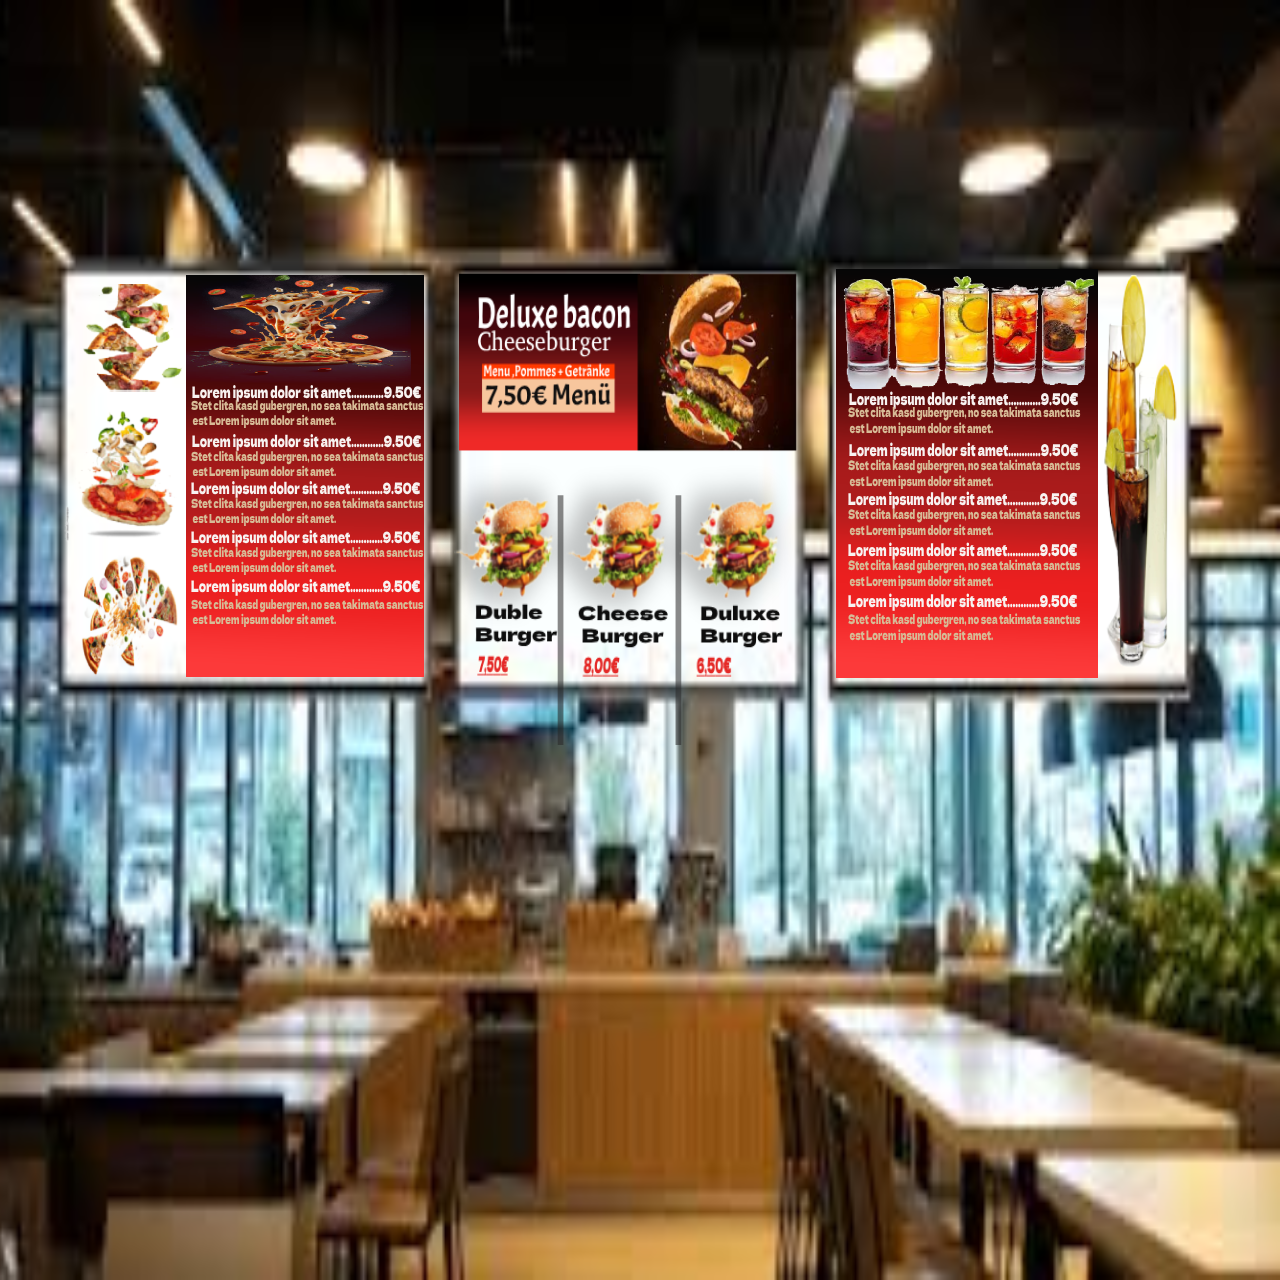 Lorem ipsum dolor sit amet............9.50€
Stet clita kasd gubergren, no sea takimata sanctus
est Lorem ipsum dolor sit amet.
Lorem ipsum dolor sit amet............9.50€
Stet clita kasd gubergren, no sea takimata sanctus
est Lorem ipsum dolor sit amet.
Lorem ipsum dolor sit amet............9.50€
Stet clita kasd gubergren, no sea takimata sanctus
est Lorem ipsum dolor sit amet.
Lorem ipsum dolor sit amet............9.50€
Stet clita kasd gubergren, no sea takimata sanctus
est Lorem ipsum dolor sit amet.
Lorem ipsum dolor sit amet............9.50€
Stet clita kasd gubergren, no sea takimata sanctus
est Lorem ipsum dolor sit amet.
Deluxe bacon
Cheeseburger
Menu ,Pommes + Getränke
7,50€ Menü
Duble
Burger
7,50€
Cheese
Burger
8,00€
Duluxe
Burger
6,50€
Lorem ipsum dolor sit amet............9.50€
Stet clita kasd gubergren, no sea takimata sanctus
est Lorem ipsum dolor sit amet.
Lorem ipsum dolor sit amet............9.50€
Stet clita kasd gubergren, no sea takimata sanctus
est Lorem ipsum dolor sit amet.
Lorem ipsum dolor sit amet............9.50€
Stet clita kasd gubergren, no sea takimata sanctus
est Lorem ipsum dolor sit amet.
Lorem ipsum dolor sit amet............9.50€
Stet clita kasd gubergren, no sea takimata sanctus
est Lorem ipsum dolor sit amet.
Lorem ipsum dolor sit amet............9.50€
Stet clita kasd gubergren, no sea takimata sanctus
est Lorem ipsum dolor sit amet.